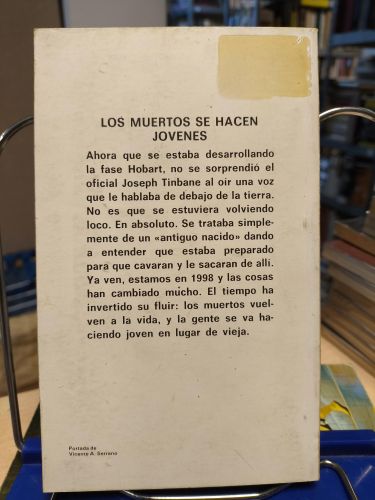 LOS MUERTOS SE HACEN
JOVENES
Ahora que se estaba desarrollando
la fase Hobart, no se sorprendió el
oficial Joseph Tinbane al oir una voz
que le hablaba de debajo de la tierra.
No es que se estuviera volviendo
loco. En absoluto. Se trataba simple-
mente de un «antiguo nacido» dando
a entender que estaba preparado
para que cavaran y le sacaran de alli.
Ya ven, estamos en 1998 y las cosas
han cambiado mucho. El tiempo ha
invertido su fluir: los muertos vuel-
ven a la vida, y la gente se va ha-
ciendo joven en lugar de vieja.
Portada de
Vicente A. Serrano